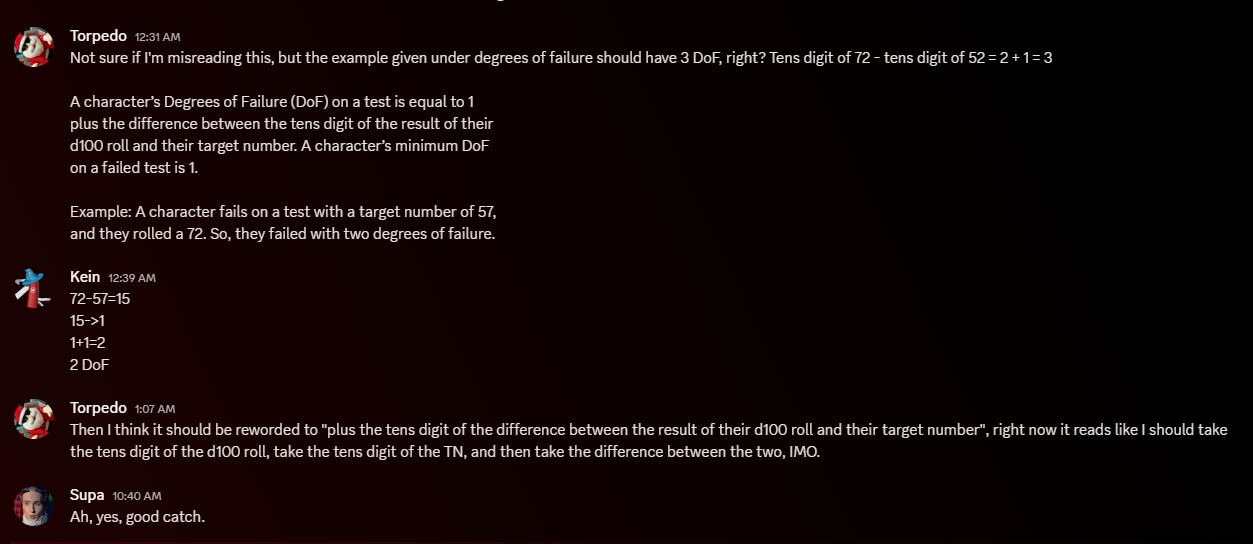 Torpedo 12:31 AM
Not sure if I'm misreading this, but the example given under degrees of failure should have 3 DoF, right? Tens digit of 72 - tens digit of 52 = 2 + 1 = 3
A character’s Degrees of Failure (DoF) on a test is equal to 1
plus the difference between the tens digit of the result of their
d100 roll and their target number. A character’s minimum DoF
on a failed test is 1.
Example: A character fails on a test with a target number of 57,
and they rolled a 72. So, they failed with two degrees of failure.
Kein 12:39 AM
72-57=15
15->1
1+1=2
2 DoF
Torpedo 1:07 AM
Then I think it should be reworded to "plus the tens digit of the difference between the result of their d100 roll and their target number", right now it reads like I should take
the tens digit of the d100 roll, take the tens digit of the TN, and then take the difference between the two, IMO.
Supa 10:40 AM
Ah, yes, good catch.